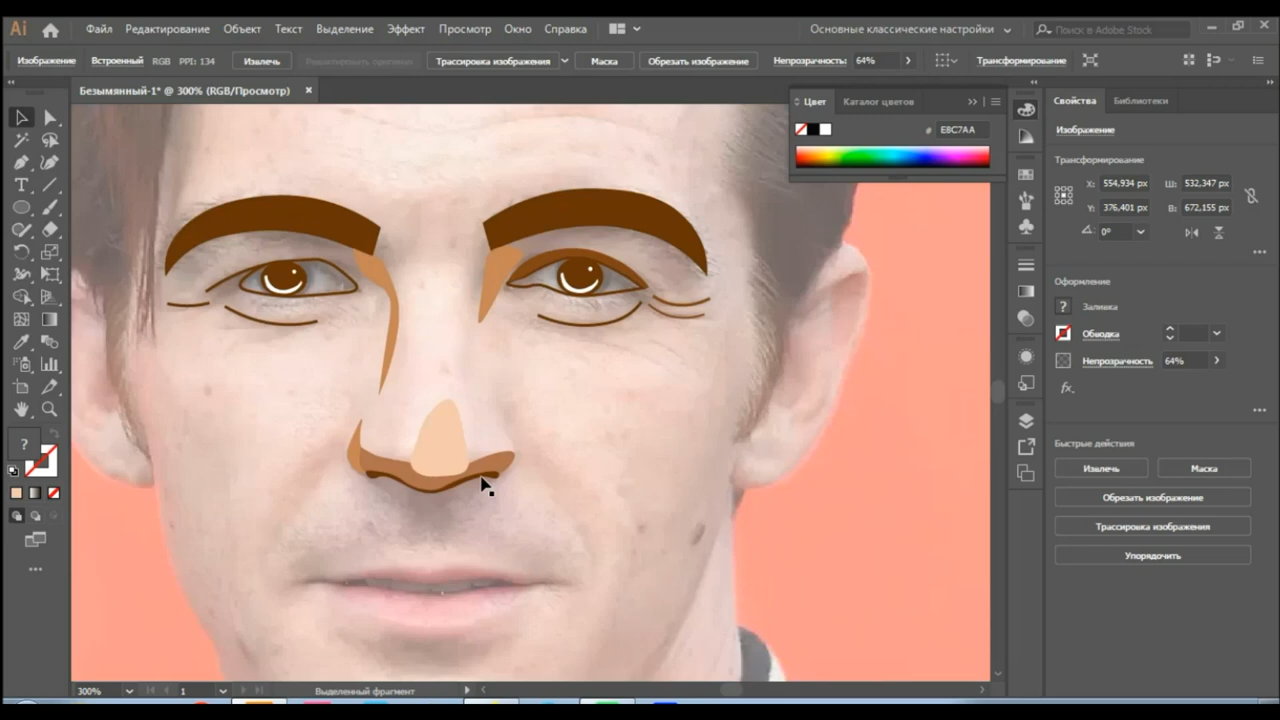 Ai Файл Редактирование Объект Текст Выделение Эффект Просмотр Окно Справка Основные классические настройки Поиск в Adobe Stock
Изображение Встроенный RGB PPI: 134 Извлечь Редактировать оригинал Трассировка изображения Маска Обрезать изображение Непрозрачность: 64% Трансформирование
Безымянный-1* @ 300% (RGB/Просмотр) ×
Цвет Каталог цветов
# E8C7AA
Свойства Библиотеки
Изображение
Трансформирование
X: 554,934 px Ш: 532,347 px
Y: 376,401 px В: 672,155 px
0°
Оформление
? Заливка
Обводка
Непрозрачность 64%
fx.
Быстрые действия
Извлечь Маска
Обрезать изображение
Трассировка изображения
Упорядочить
?
300% 1 Выделенный фрагмент